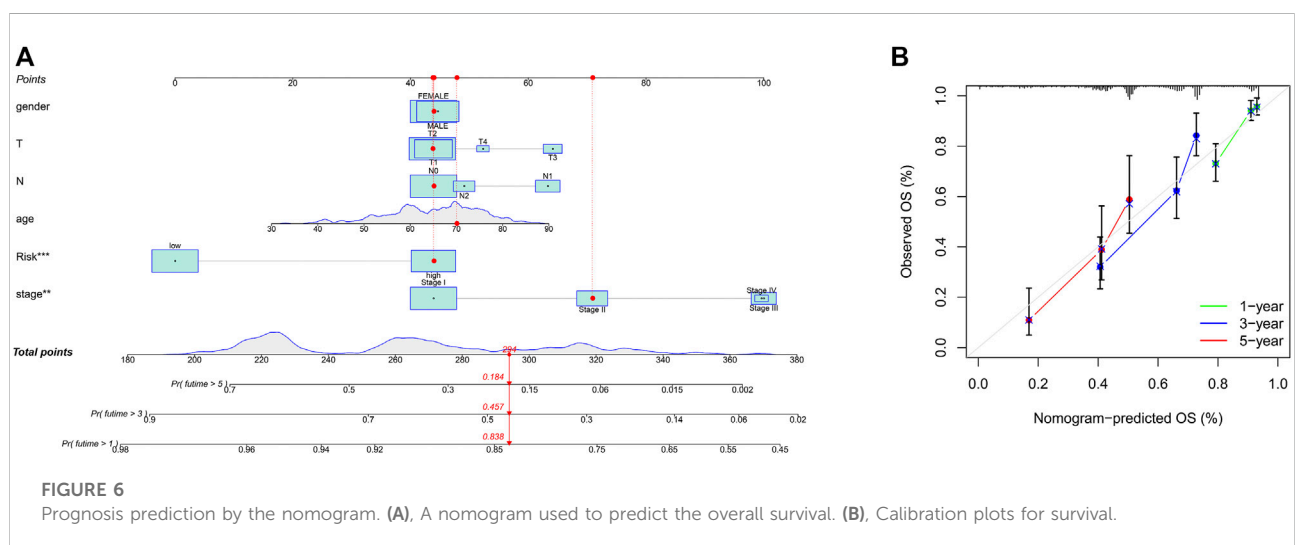 A
Points
0 20 40 60 80 100
gender
FEMALE
MALE
T
T2
T1
T4
T3
N
N0
N2
N1
age
30 40 50 60 70 80 90
Risk***
low
high
stage**
Stage I
Stage II
Stage IV
Stage III
Total points
294
180 200 220 240 260 280 300 320 340 360 380
0.184
Pr( futime > 5 )
0.7 0.5 0.3 0.15 0.06 0.015 0.002
0.457
Pr( futime > 3 )
0.9 0.7 0.5 0.3 0.14 0.06 0.02
0.838
Pr( futime > 1 )
0.98 0.96 0.94 0.92 0.85 0.75 0.65 0.55 0.45
B
Observed OS (%)
1.0
0.8
0.6
0.4
0.2
0.0
1−year
3−year
5−year
0.0 0.2 0.4 0.6 0.8 1.0
Nomogram−predicted OS (%)
FIGURE 6
Prognosis prediction by the nomogram. (A), A nomogram used to predict the overall survival. (B), Calibration plots for survival.